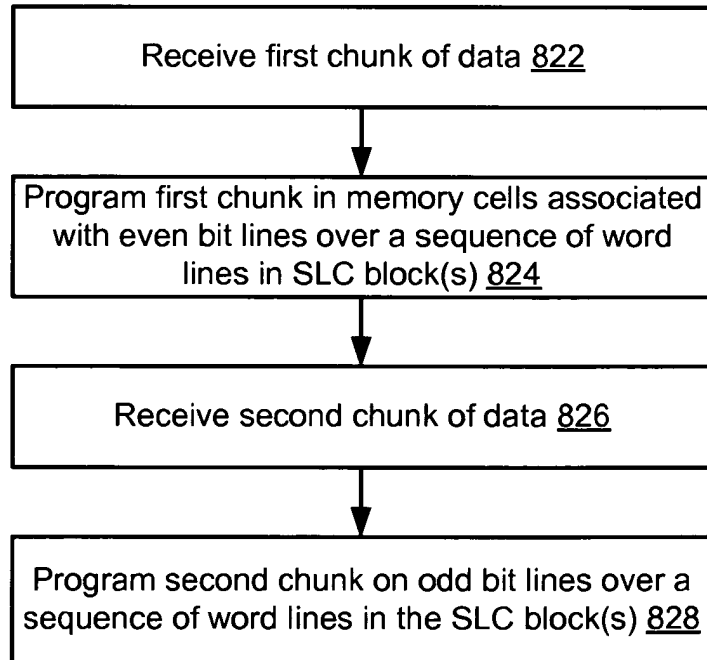 Receive first chunk of data 822
Program first chunk in memory cells associated
with even bit lines over a sequence of word
lines in SLC block(s) 824
Receive second chunk of data 826
Program second chunk on odd bit lines over a
sequence of word lines in the SLC block(s) 828